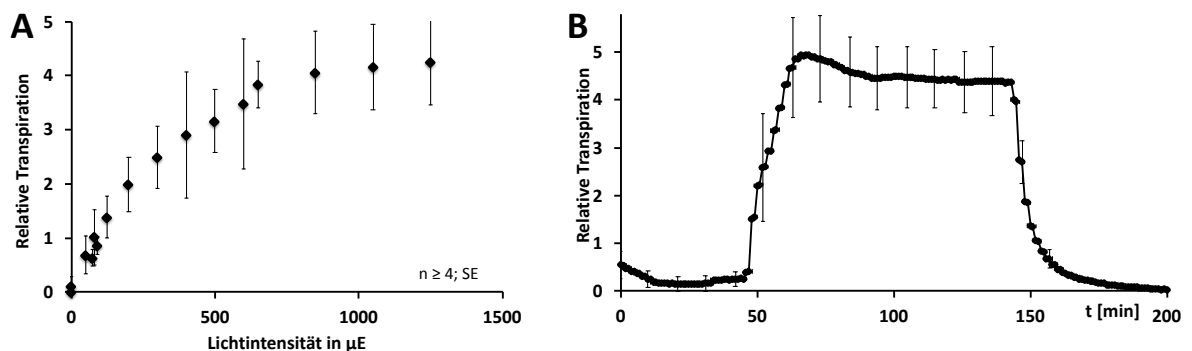 A
Relative Transpiration
5
4
3
2
1
0
n ≥ 4; SE
0 500 1000 1500
Lichtintensität in µE
B
Relative Transpiration
5
4
3
2
1
0
t [min]
0 50 100 150 200